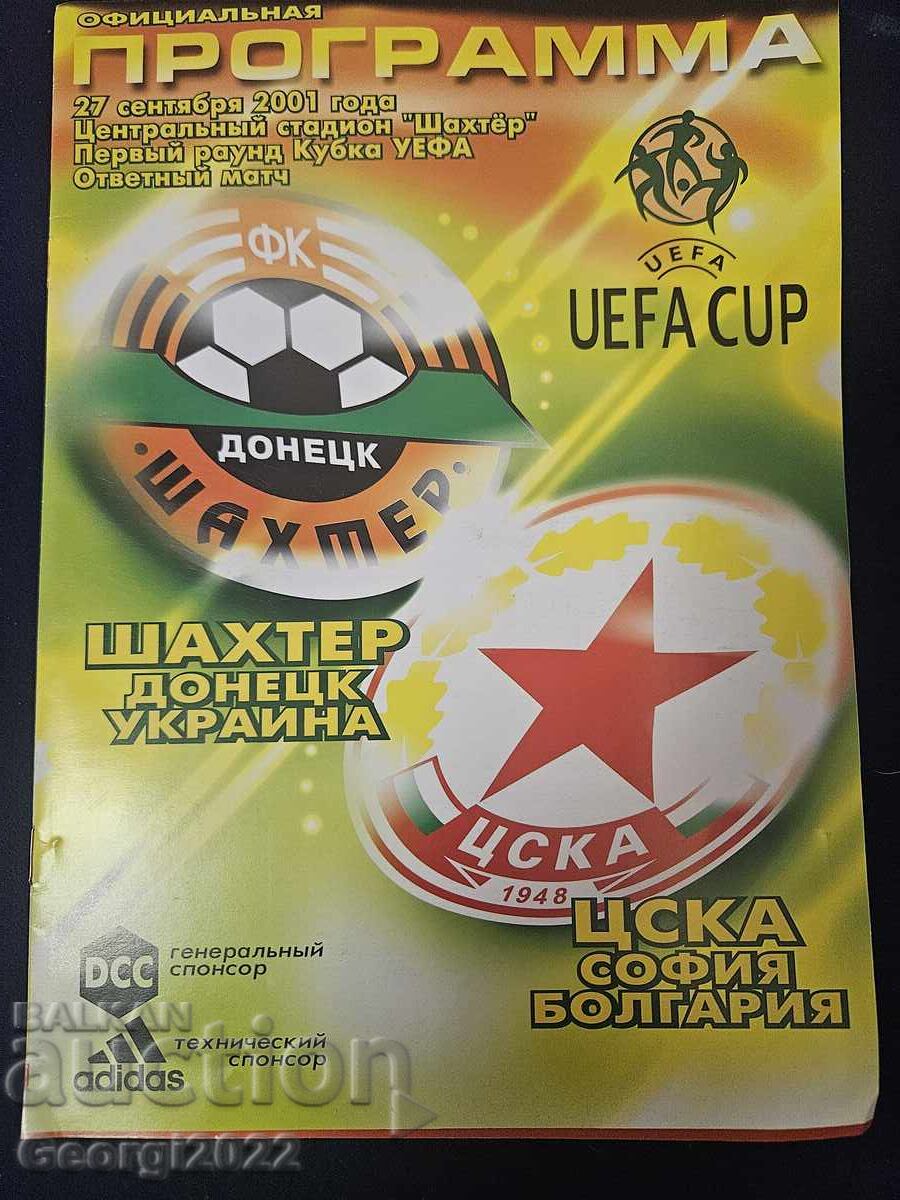 ОФИЦИАЛЬНАЯ
ПРОГРАММА
27 сентября 2001 года
Центральный стадион "Шахтёр"
Первый раунд Кубка УЕФА
Ответный матч
UEFA
UEFA CUP
ФК
ДОНЕЦК
·ШАХТЕР·
ШАХТЕР
ДОНЕЦК
УКРАИНА
ЦСКА
1948
ЦСКА
СОФИЯ
БОЛГАРИЯ
DCC
генеральный
спонсор
adidas
технический
спонсор
BALKAN
auction
Georgi2022